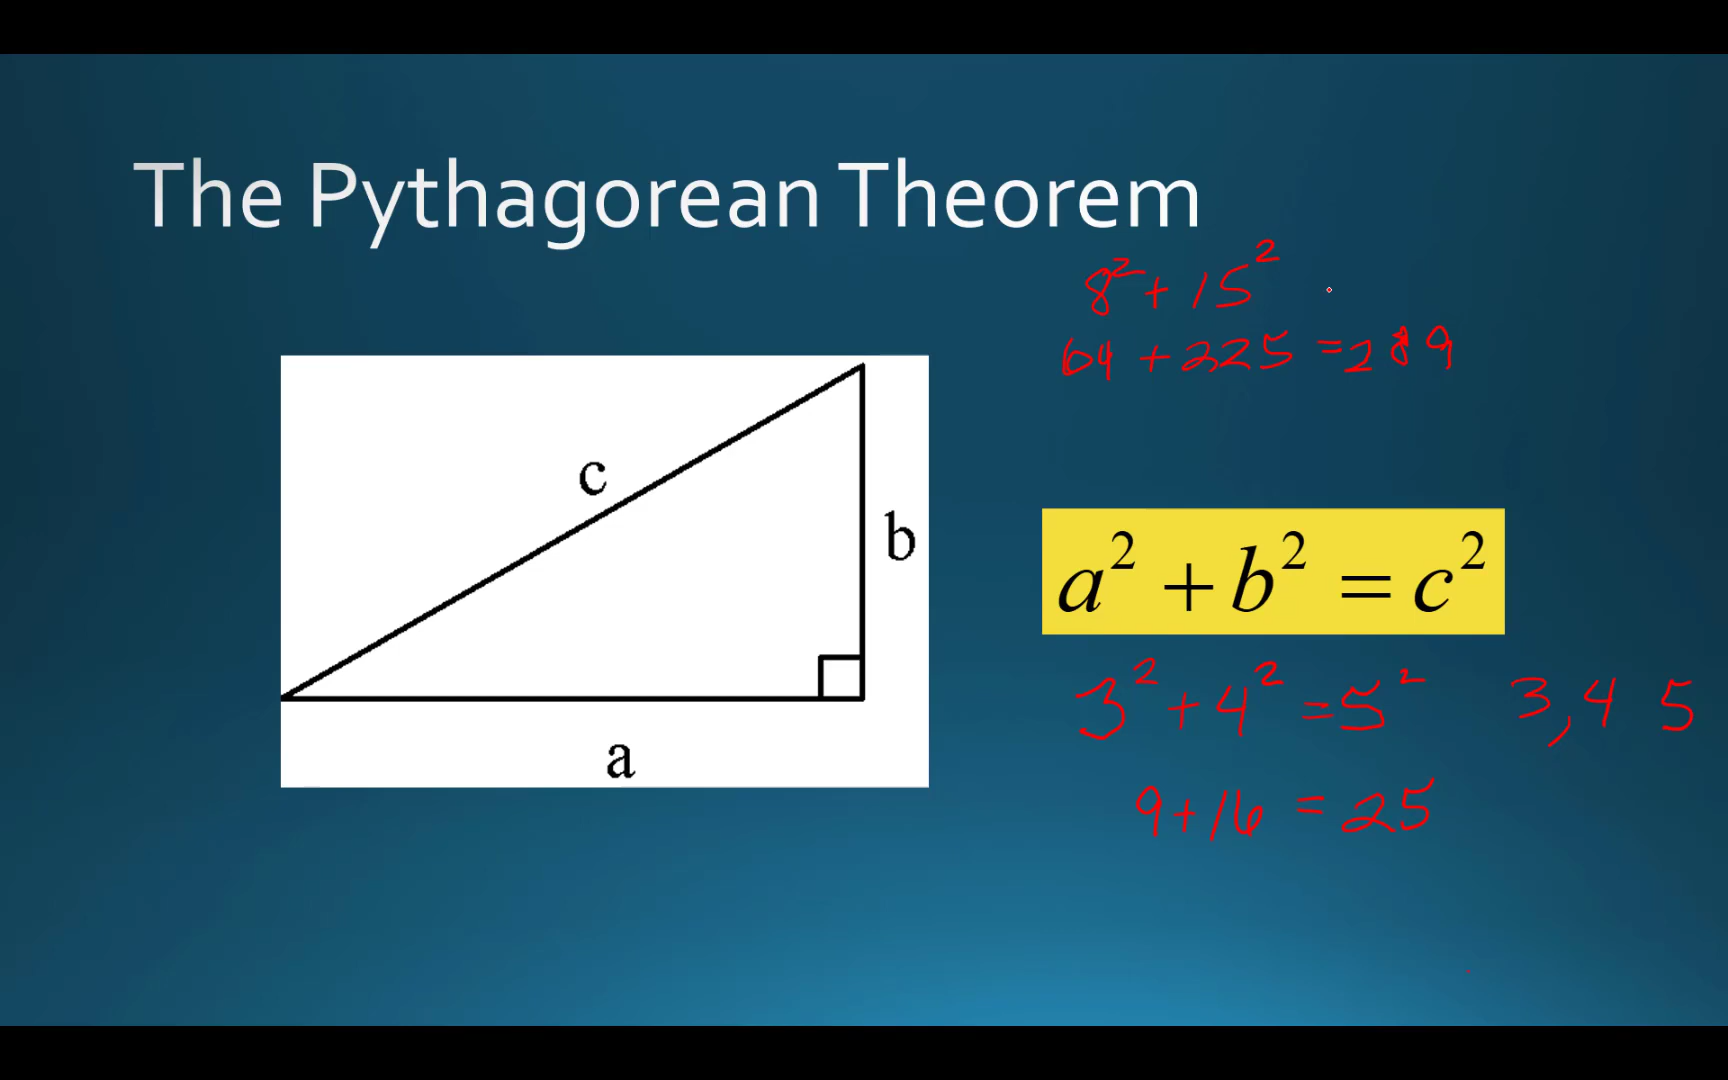 The Pythagorean Theorem
8² + 15²
64 + 225 = 289
c
b
a² + b² = c²
3² + 4² = 5² 3, 4 5
a
9 + 16 = 25